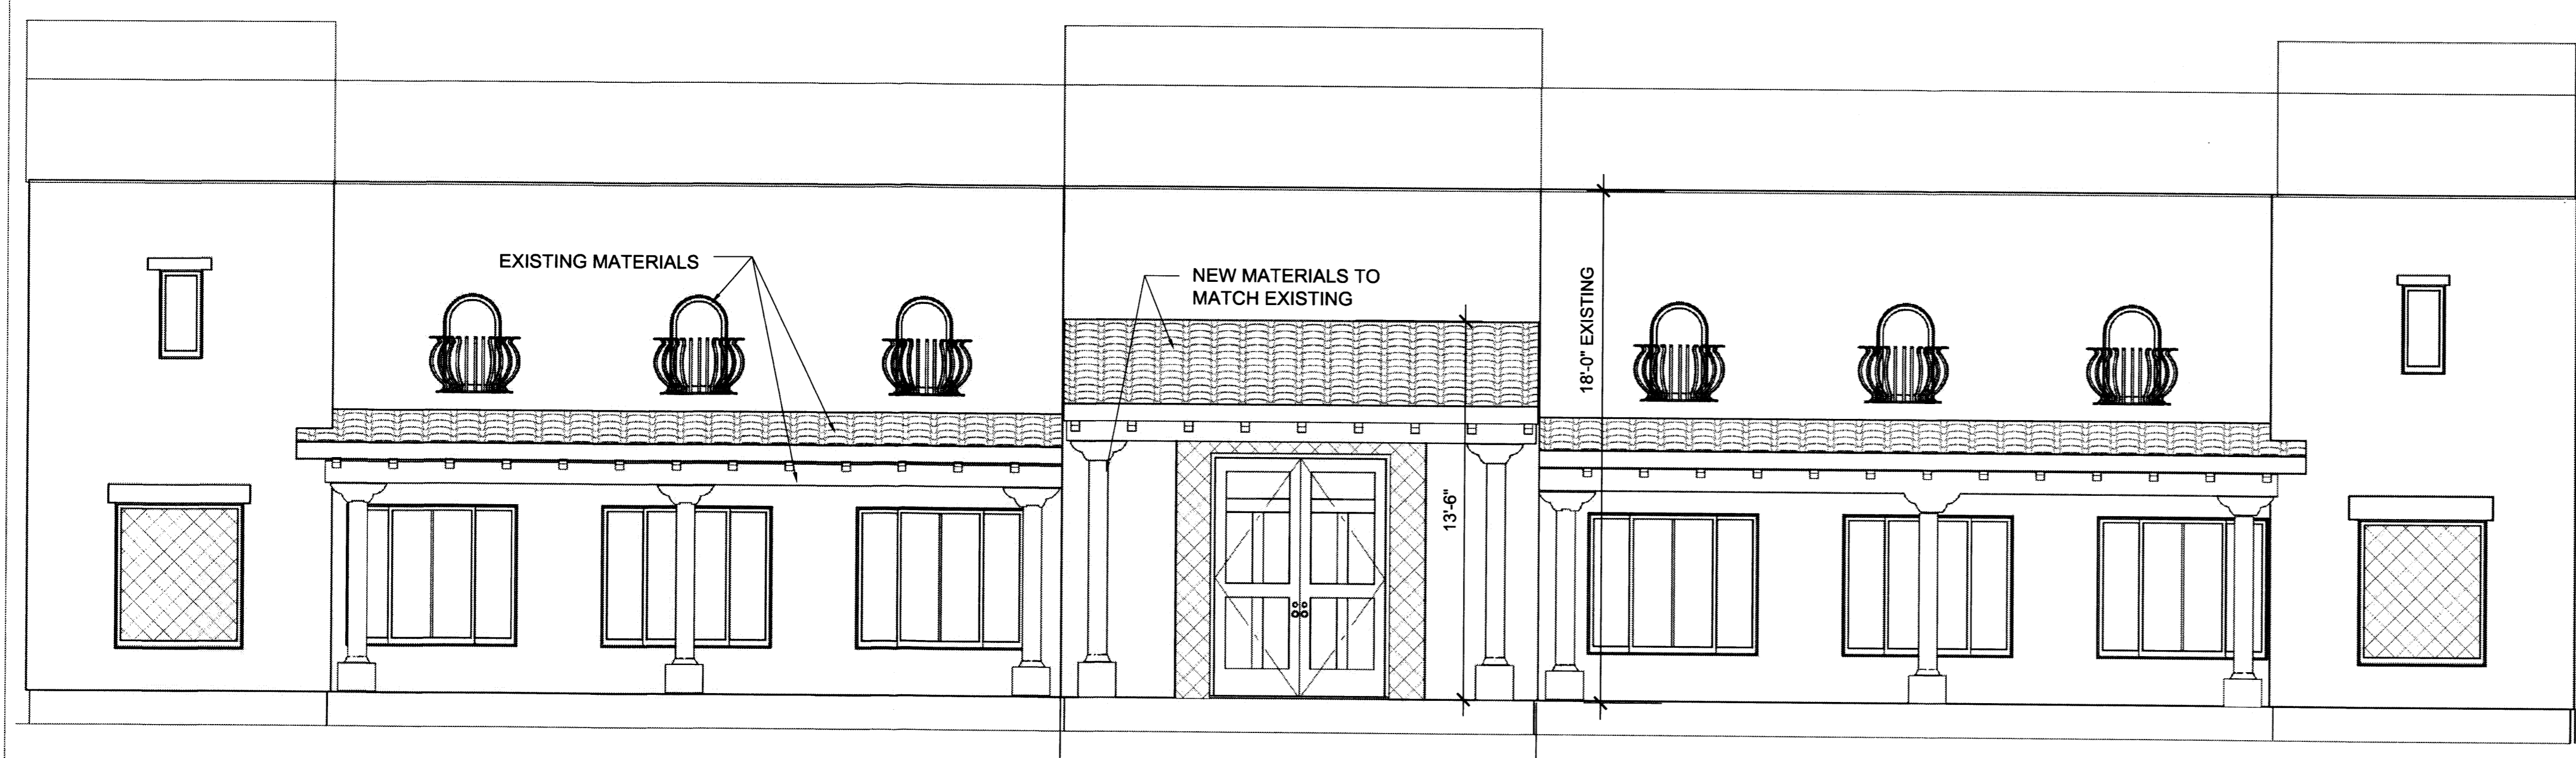 EXISTING MATERIALS
NEW MATERIALS TO
MATCH EXISTING
13'-6"
18'-0" EXISTING